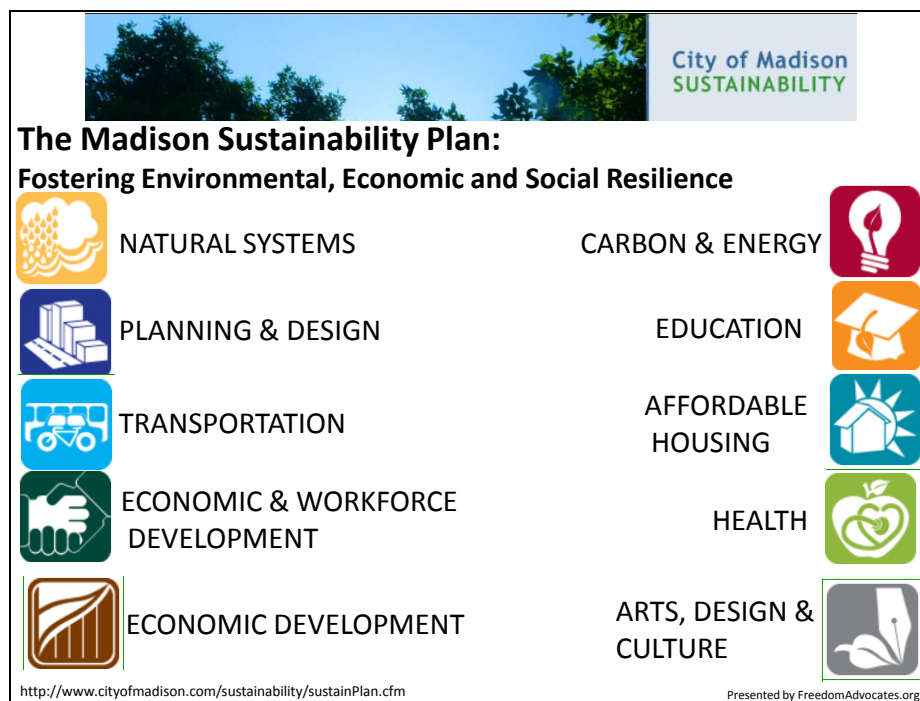 City of Madison
SUSTAINABILITY
The Madison Sustainability Plan:
Fostering Environmental, Economic and Social Resilience
NATURAL SYSTEMS
CARBON & ENERGY
PLANNING & DESIGN
EDUCATION
TRANSPORTATION
AFFORDABLE
HOUSING
ECONOMIC & WORKFORCE
DEVELOPMENT
HEALTH
ECONOMIC DEVELOPMENT
ARTS, DESIGN &
CULTURE
http://www.cityofmadison.com/sustainability/sustainPlan.cfm
Presented by FreedomAdvocates.org